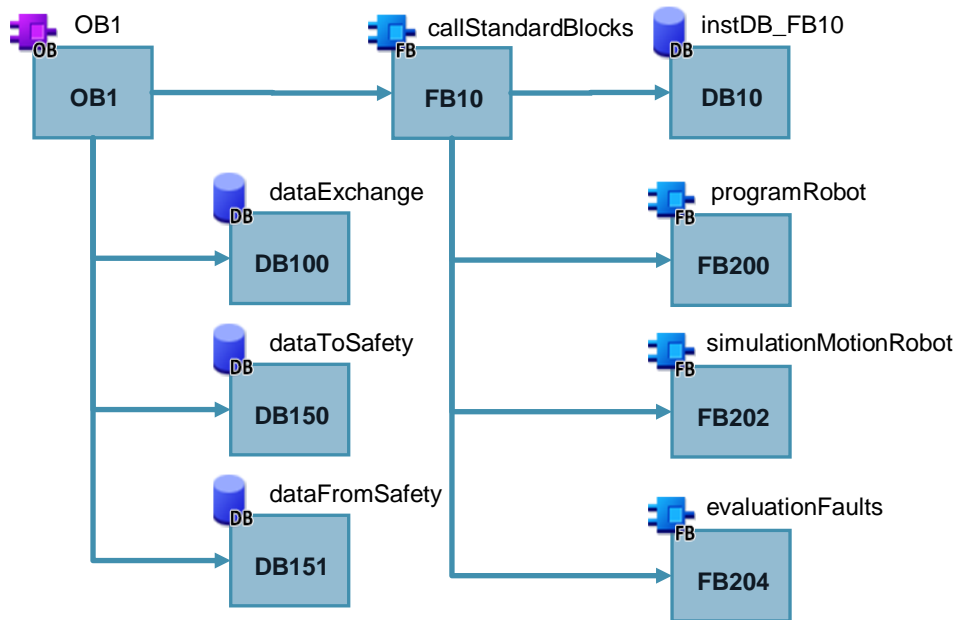 OB1
OB
OB1
callStandardBlocks
FB
FB10
instDB_FB10
DB
DB10
dataExchange
DB
DB100
programRobot
FB
FB200
dataToSafety
DB
DB150
simulationMotionRobot
FB
FB202
dataFromSafety
DB
DB151
evaluationFaults
FB
FB204